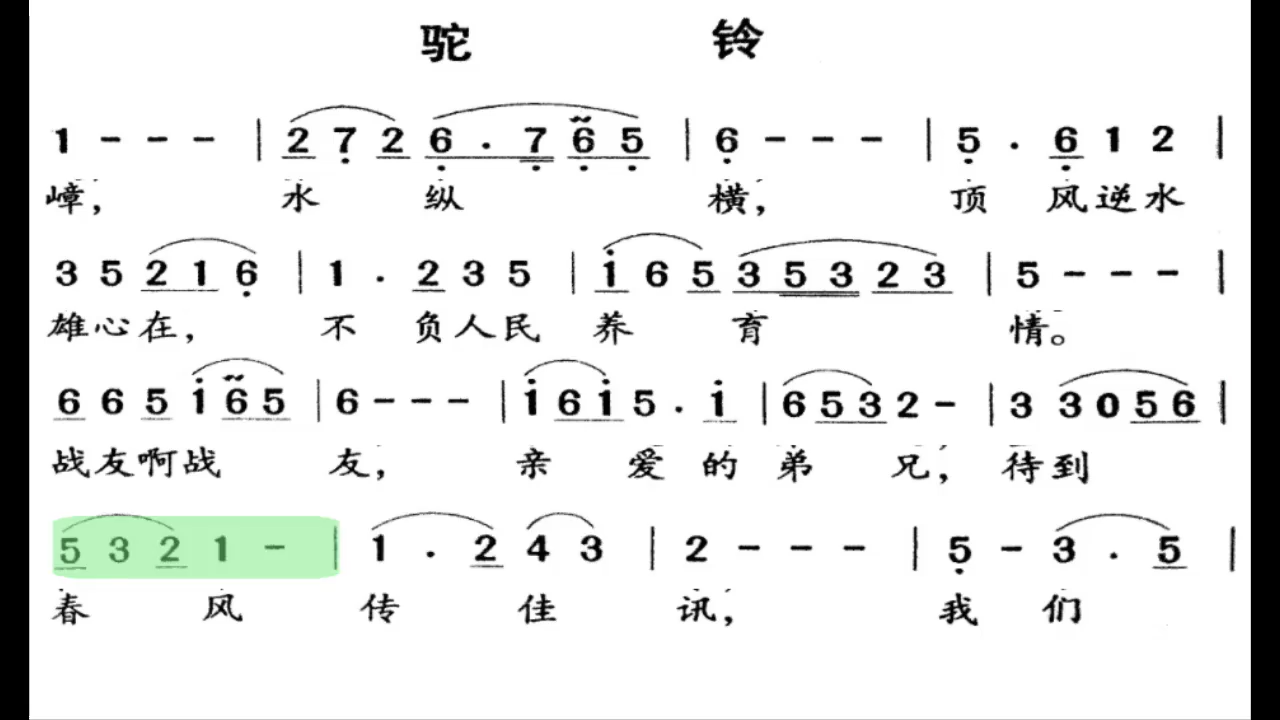 驼 铃
1 - - - | 2 7 2 6 . 7 6 5 | 6 - - - | 5 . 6 1 2 |
嶂, 水 纵 横, 顶 风逆水
3 5 2 1 6 | 1 . 2 3 5 | i 6 5 3 5 3 2 3 | 5 - - - |
雄心在, 不 负人民 养 育 情。
6 6 5 i 6 5 | 6 - - - | i 6 i 5 . i | 6 5 3 2 - | 3 3 0 5 6 |
战友啊战 友, 亲 爱 的 弟 兄, 待到
5 3 2 1 - | 1 . 2 4 3 | 2 - - - | 5 - 3 . 5 |
春 风 传 佳 讯, 我 们